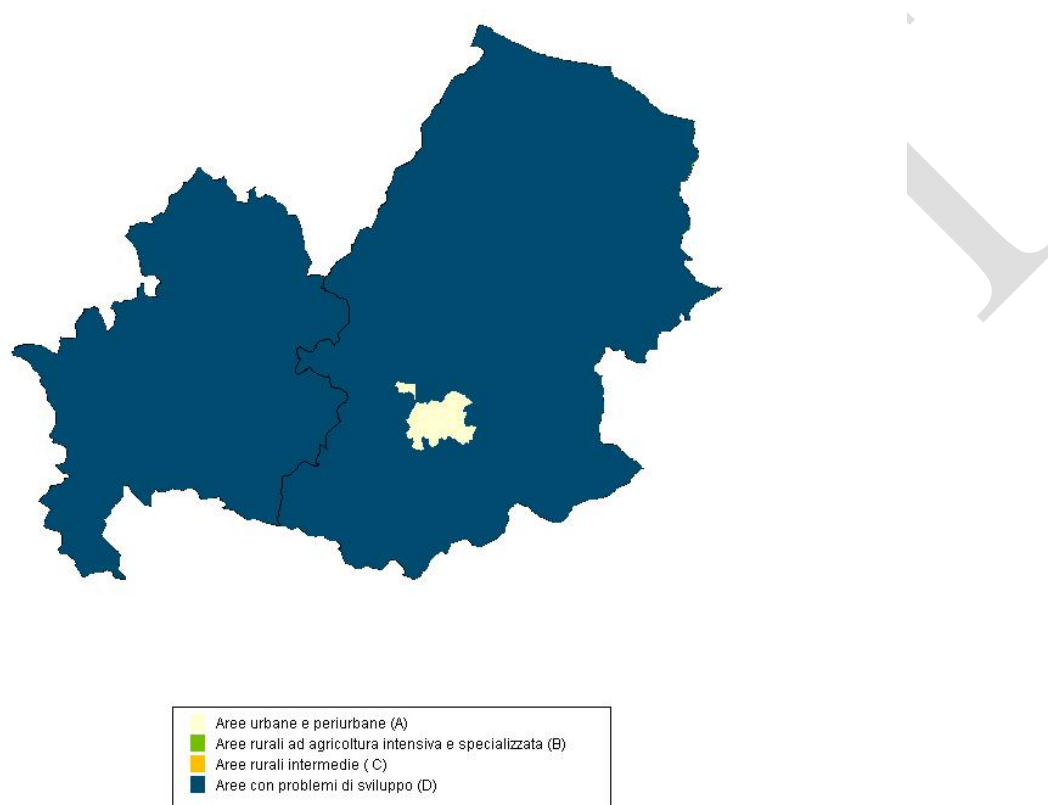 Aree urbane e periurbane (A)
Aree rurali ad agricoltura intensiva e specializzata (B)
Aree rurali intermedie ( C)
Aree con problemi di sviluppo (D)